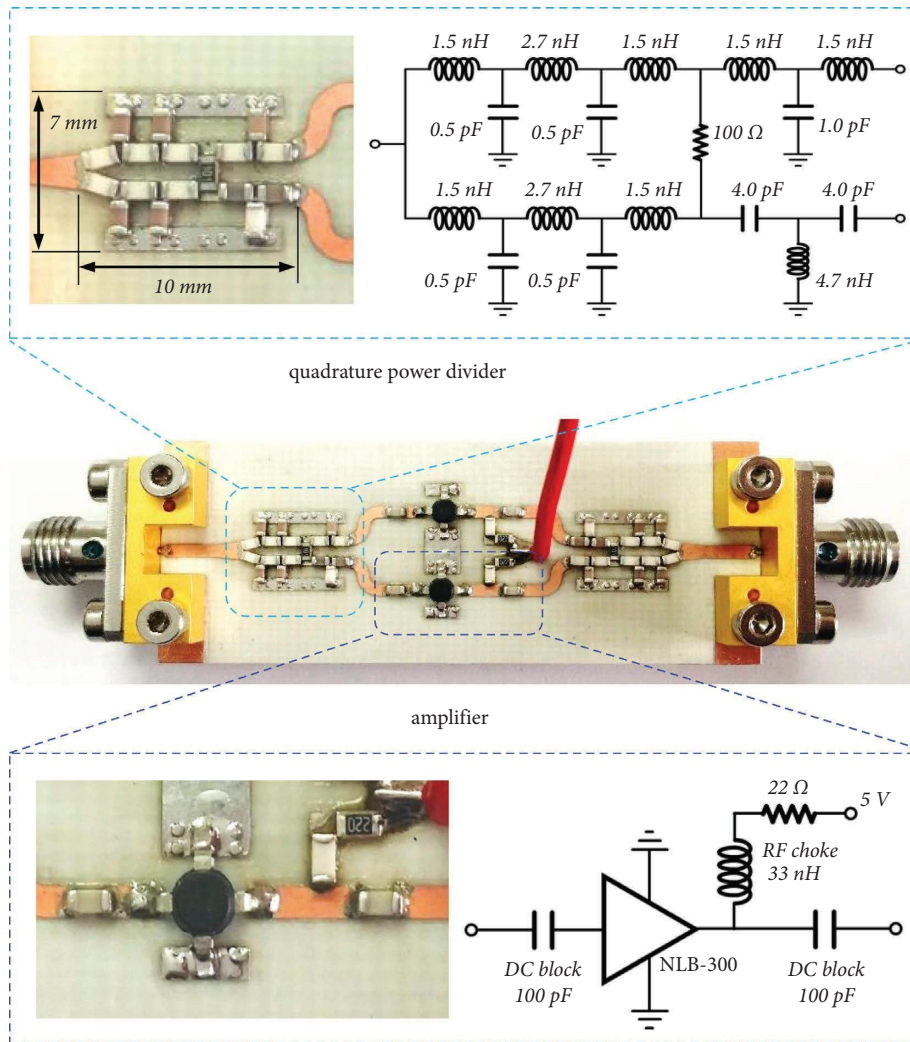 1.5 nH 2.7 nH 1.5 nH 1.5 nH 1.5 nH
7 mm
0.5 pF 0.5 pF 100 Ω 1.0 pF
1.5 nH 2.7 nH 1.5 nH 4.0 pF 4.0 pF
10 mm
0.5 pF 0.5 pF 4.7 nH
quadrature power divider
amplifier
22 Ω
5 V
RF choke
33 nH
220
NLB-300
DC block
100 pF
DC block
100 pF